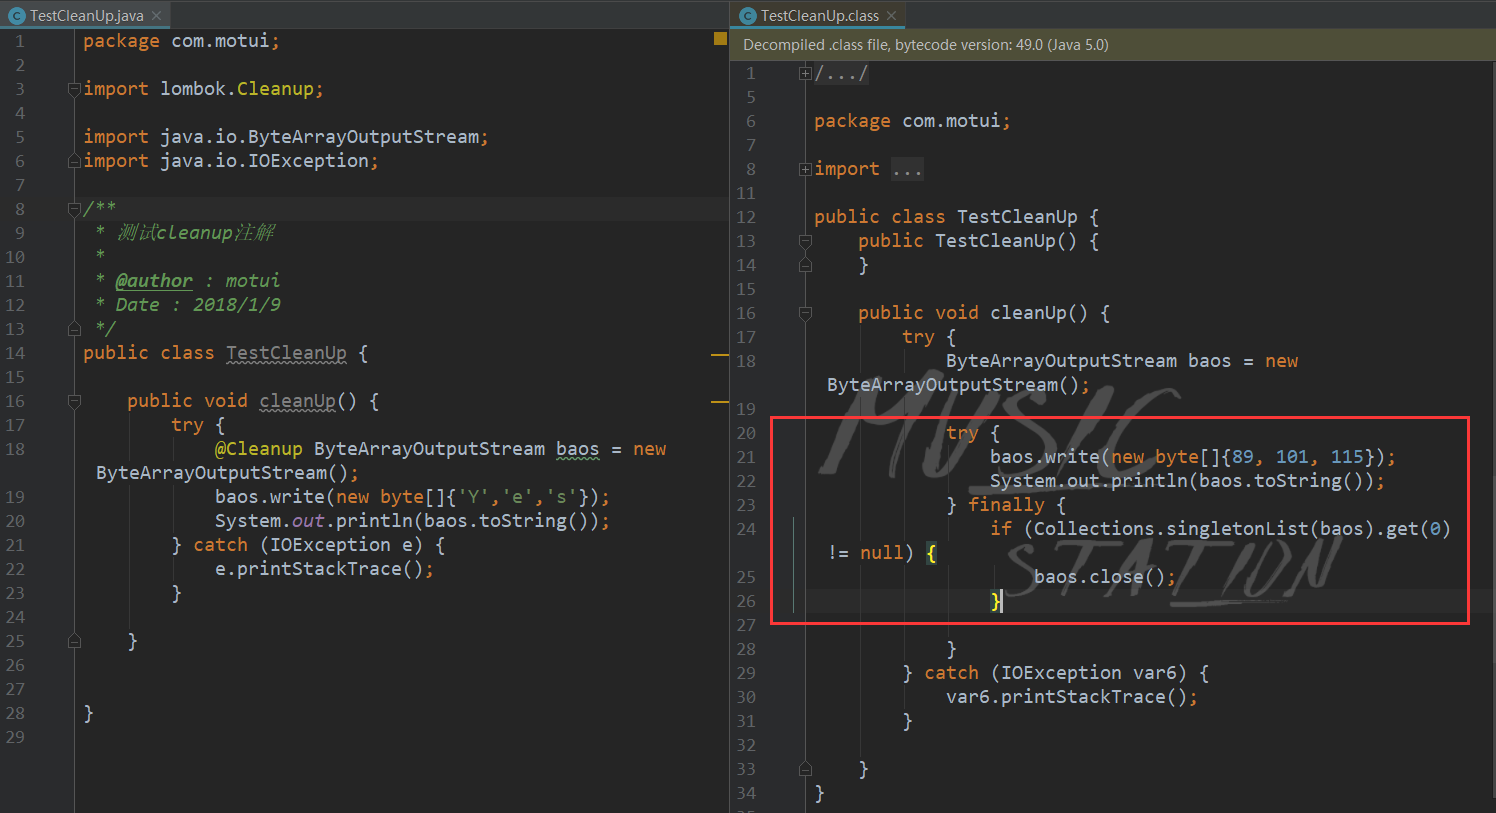 TestCleanUp.java
1 package com.motui;
2
3 import lombok.Cleanup;
4
5 import java.io.ByteArrayOutputStream;
6 import java.io.IOException;
7
8 /**
9 * 测试cleanup注解
10 *
11 * @author : motui
12 * Date : 2018/1/9
13 */
14 public class TestCleanUp {
15
16 public void cleanUp() {
17 try {
18 @Cleanup ByteArrayOutputStream baos = new
ByteArrayOutputStream();
19 baos.write(new byte[]{'Y','e','s'});
20 System.out.println(baos.toString());
21 } catch (IOException e) {
22 e.printStackTrace();
23 }
24
25 }
26
27
28 }
29
TestCleanUp.class
Decompiled .class file, bytecode version: 49.0 (Java 5.0)
1 /.../
5
6 package com.motui;
7
8 import ...
11
12 public class TestCleanUp {
13 public TestCleanUp() {
14 }
15
16 public void cleanUp() {
17 try {
18 ByteArrayOutputStream baos = new
ByteArrayOutputStream();
19
20 try {
21 baos.write(new byte[]{89, 101, 115});
22 System.out.println(baos.toString());
23 } finally {
24 if (Collections.singletonList(baos).get(0)
!= null) {
25 baos.close();
26 }
27
28 }
29 } catch (IOException var6) {
30 var6.printStackTrace();
31 }
32
33 }
34 }
MUSIC
STATION